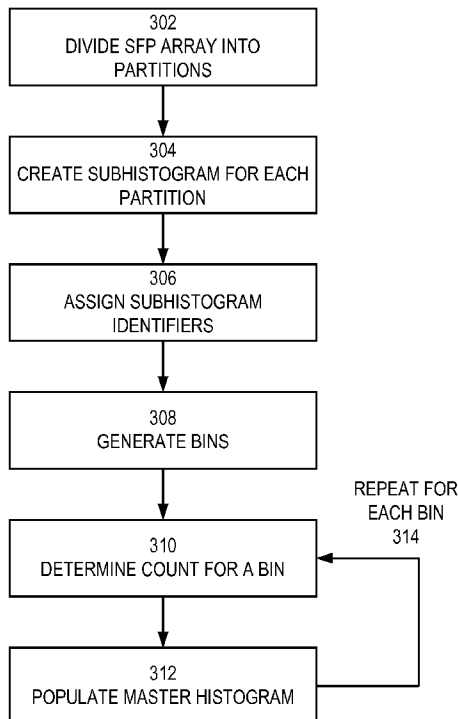 302
DIVIDE SFP ARRAY INTO
PARTITIONS
304
CREATE SUBHISTOGRAM FOR EACH
PARTITION
306
ASSIGN SUBHISTOGRAM
IDENTIFIERS
308
GENERATE BINS
REPEAT FOR
EACH BIN
314
310
DETERMINE COUNT FOR A BIN
312
POPULATE MASTER HISTOGRAM